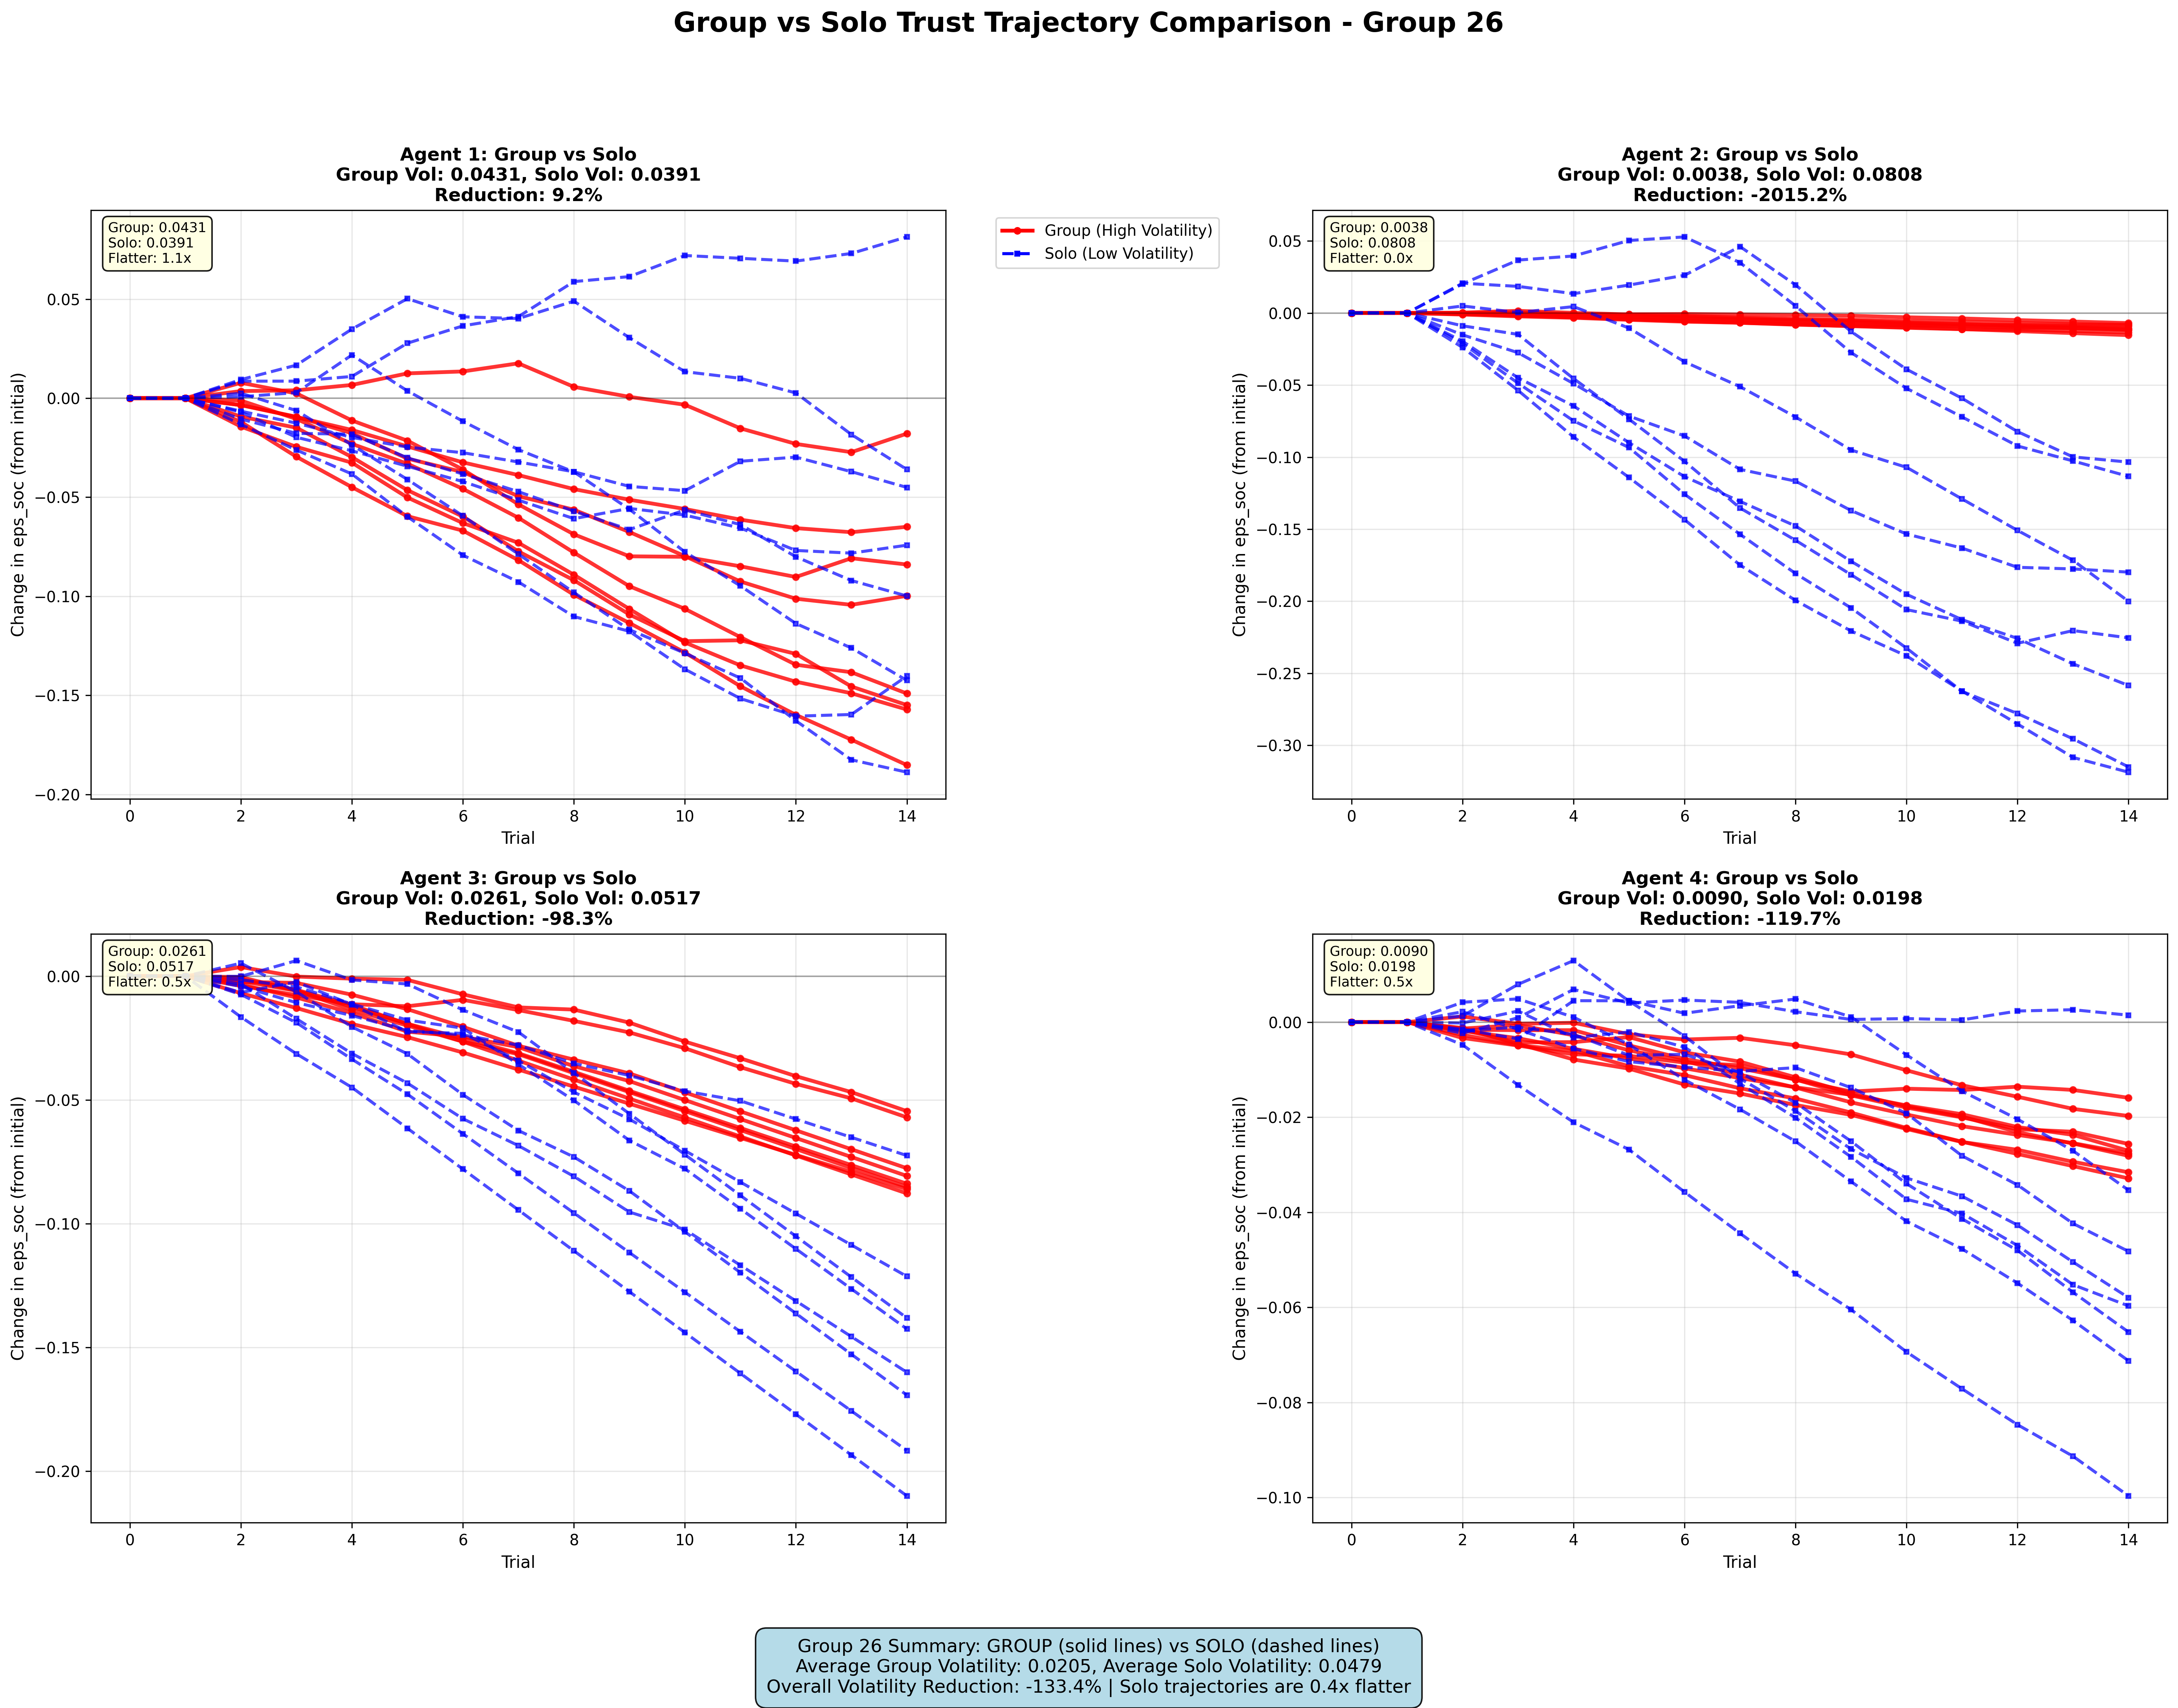 Group vs Solo Trust Trajectory Comparison - Group 26
Agent 1: Group vs Solo
Group Vol: 0.0431, Solo Vol: 0.0391
Reduction: 9.2%
Group: 0.0431
Solo: 0.0391
Flatter: 1.1x
0.05
0.00
−0.05
−0.10
−0.15
−0.20
Change in eps_soc (from initial)
0
2
4
6
8
10
12
14
Trial
Group (High Volatility)
Solo (Low Volatility)
Agent 2: Group vs Solo
Group Vol: 0.0038, Solo Vol: 0.0808
Reduction: -2015.2%
Group: 0.0038
Solo: 0.0808
Flatter: 0.0x
0.05
0.00
−0.05
−0.10
−0.15
−0.20
−0.25
−0.30
Change in eps_soc (from initial)
0
2
4
6
8
10
12
14
Trial
Agent 3: Group vs Solo
Group Vol: 0.0261, Solo Vol: 0.0517
Reduction: -98.3%
Group: 0.0261
Solo: 0.0517
Flatter: 0.5x
0.00
−0.05
−0.10
−0.15
−0.20
Change in eps_soc (from initial)
0
2
4
6
8
10
12
14
Trial
Agent 4: Group vs Solo
Group Vol: 0.0090, Solo Vol: 0.0198
Reduction: -119.7%
Group: 0.0090
Solo: 0.0198
Flatter: 0.5x
0.00
−0.02
−0.04
−0.06
−0.08
−0.10
Change in eps_soc (from initial)
0
2
4
6
8
10
12
14
Trial
Group 26 Summary: GROUP (solid lines) vs SOLO (dashed lines)
Average Group Volatility: 0.0205, Average Solo Volatility: 0.0479
Overall Volatility Reduction: -133.4% | Solo trajectories are 0.4x flatter